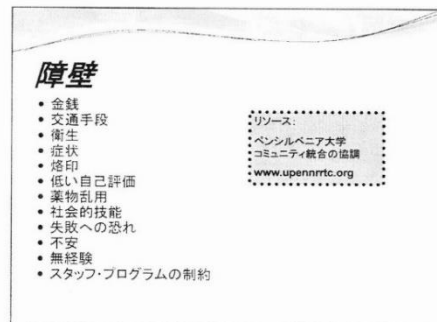 障壁
• 金銭
• 交通手段
• 衛生
• 症状
• 烙印
• 低い自己評価
• 薬物乱用
• 社会的技能
• 失敗への恐れ
• 不安
• 無経験
• スタッフ・プログラムの制約
リソース:
ペンシルベニア大学
コミュニティ統合の協調
www.upennrrtc.org